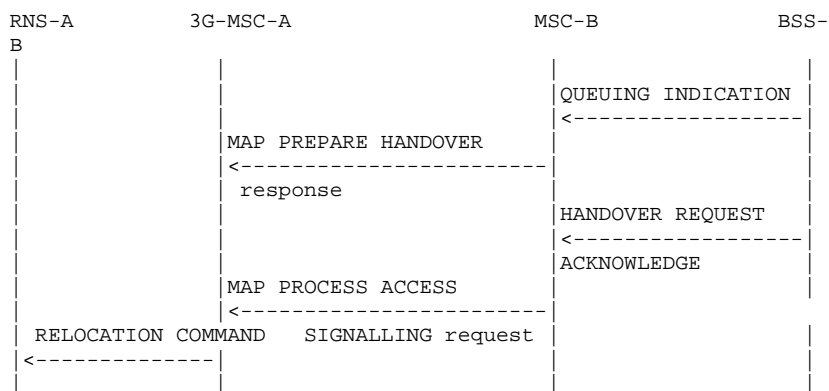 RNS-A 3G-MSC-A MSC-B BSS-
B
QUEUING INDICATION
MAP PREPARE HANDOVER
response
HANDOVER REQUEST
ACKNOWLEDGE
MAP PROCESS ACCESS
RELOCATION COMMAND SIGNALLING request